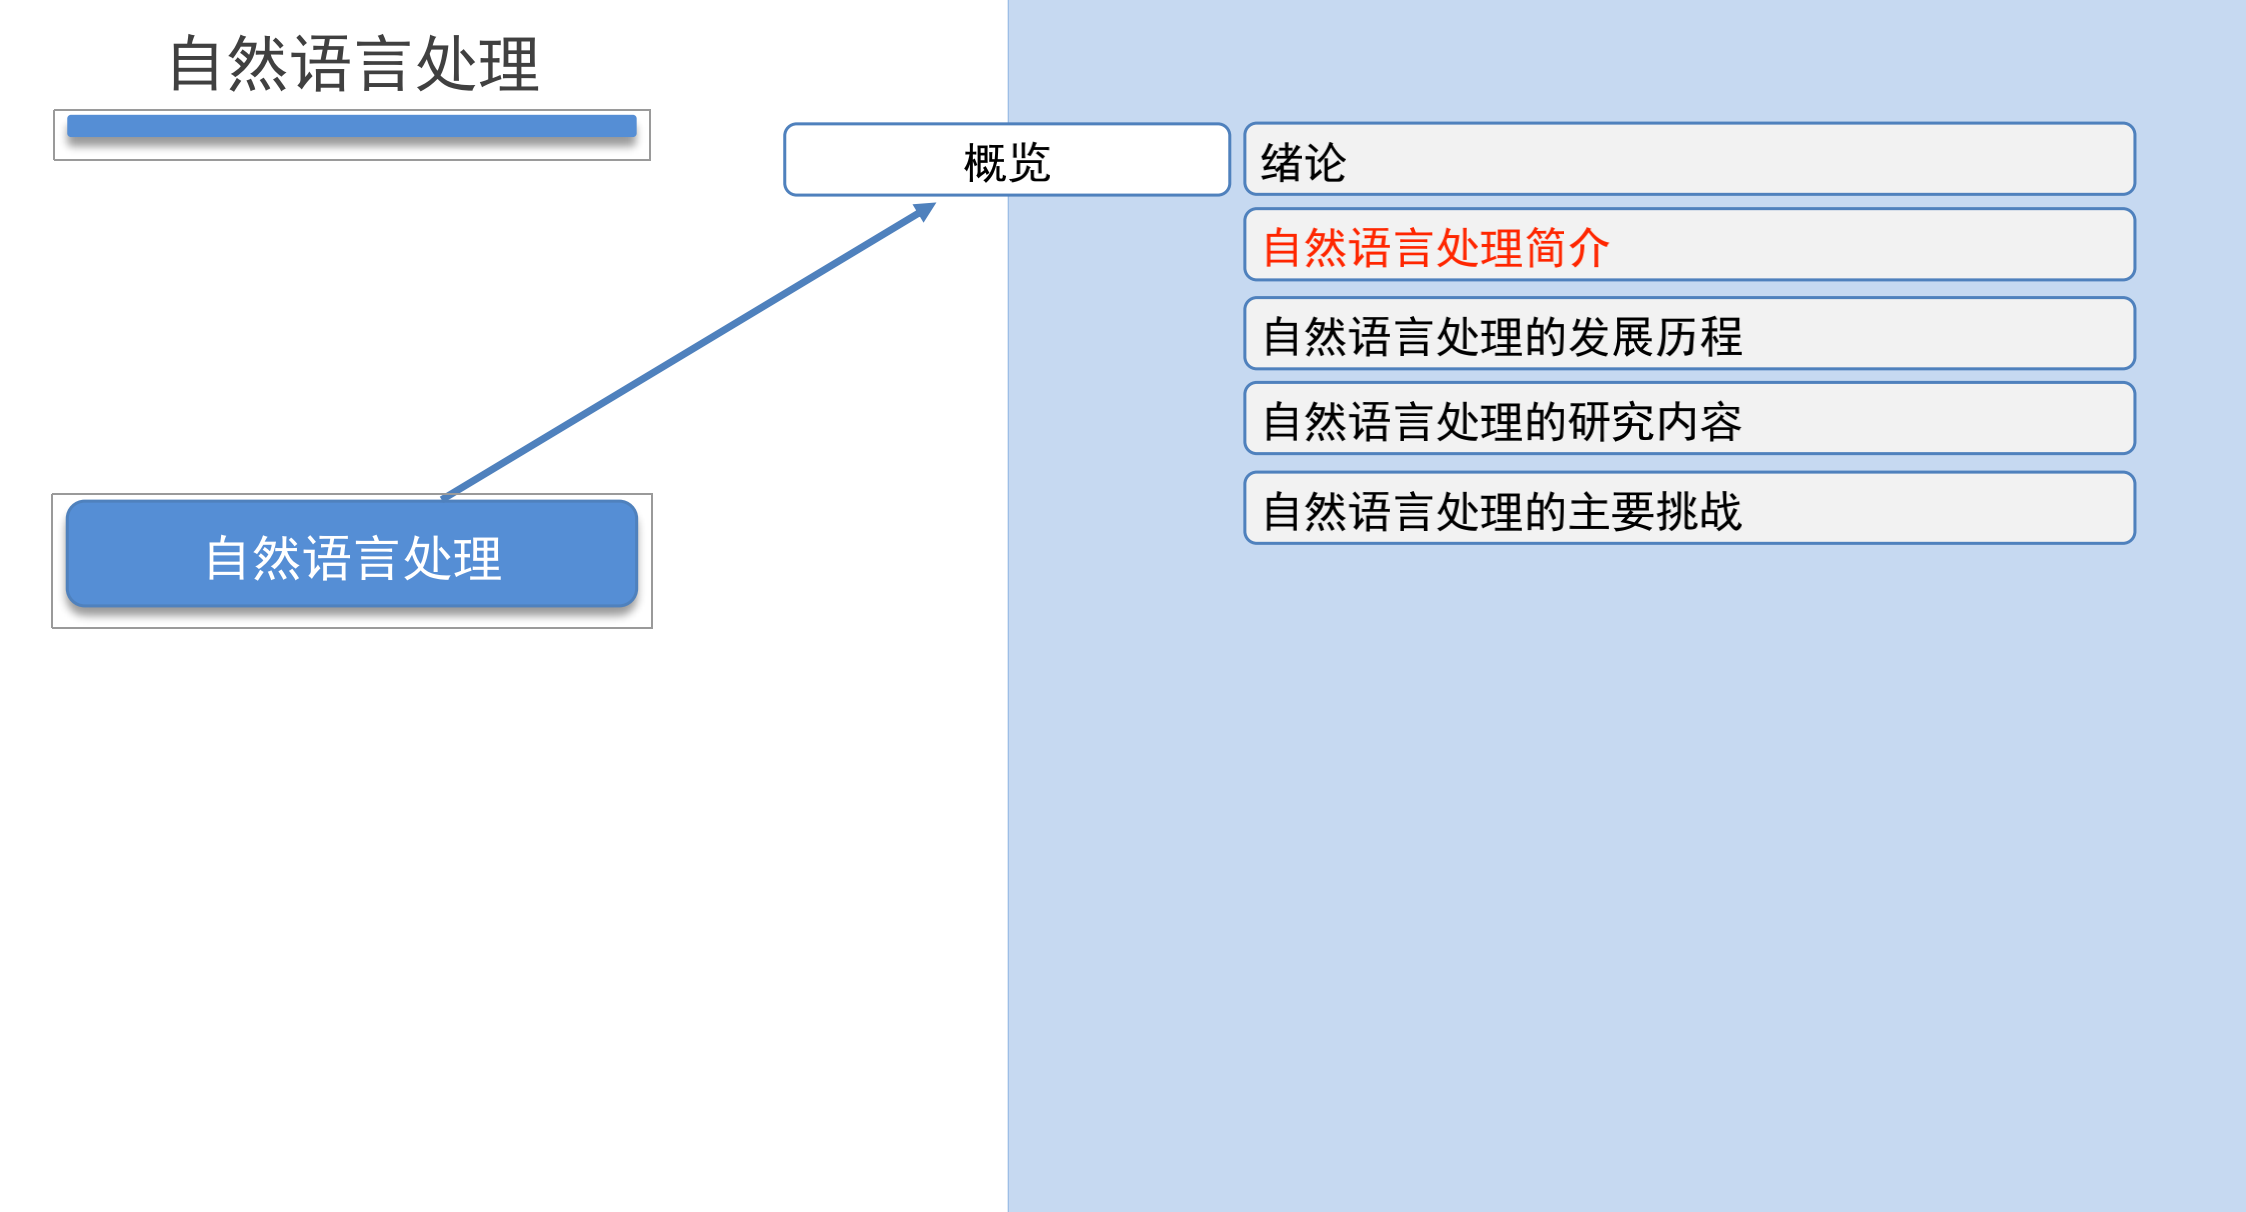 自然语言处理
概览
绪论
自然语言处理简介
自然语言处理的发展历程
自然语言处理的研究内容
自然语言处理的主要挑战
自然语言处理